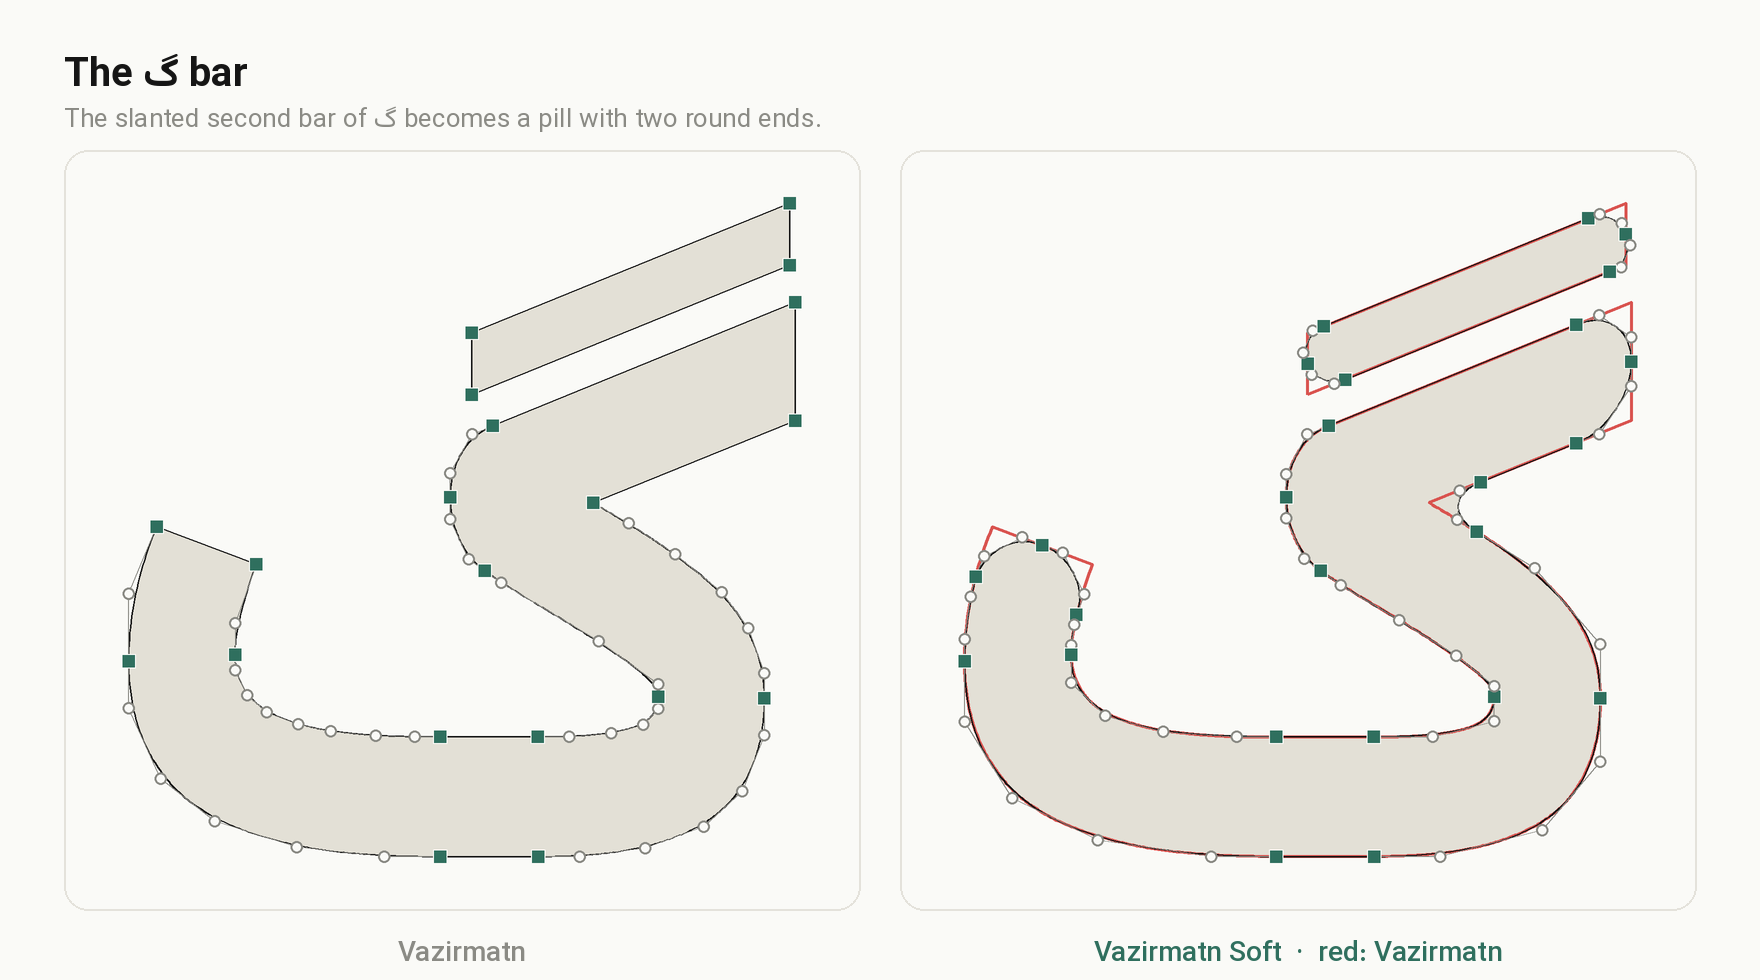 The گ bar
The slanted second bar of گ becomes a pill with two round ends.
Vazirmatn
Vazirmatn Soft · red: Vazirmatn